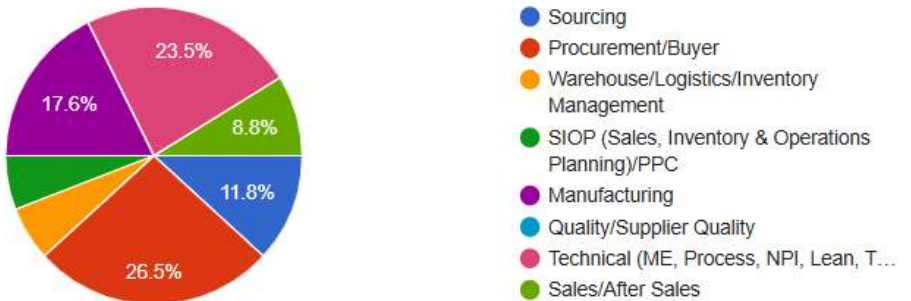 23.5%
17.6%
8.8%
11.8%
26.5%
Sourcing
Procurement/Buyer
Warehouse/Logistics/Inventory
Management
SIOP (Sales, Inventory & Operations
Planning)/PPC
Manufacturing
Quality/Supplier Quality
Technical (ME, Process, NPI, Lean, T...
Sales/After Sales